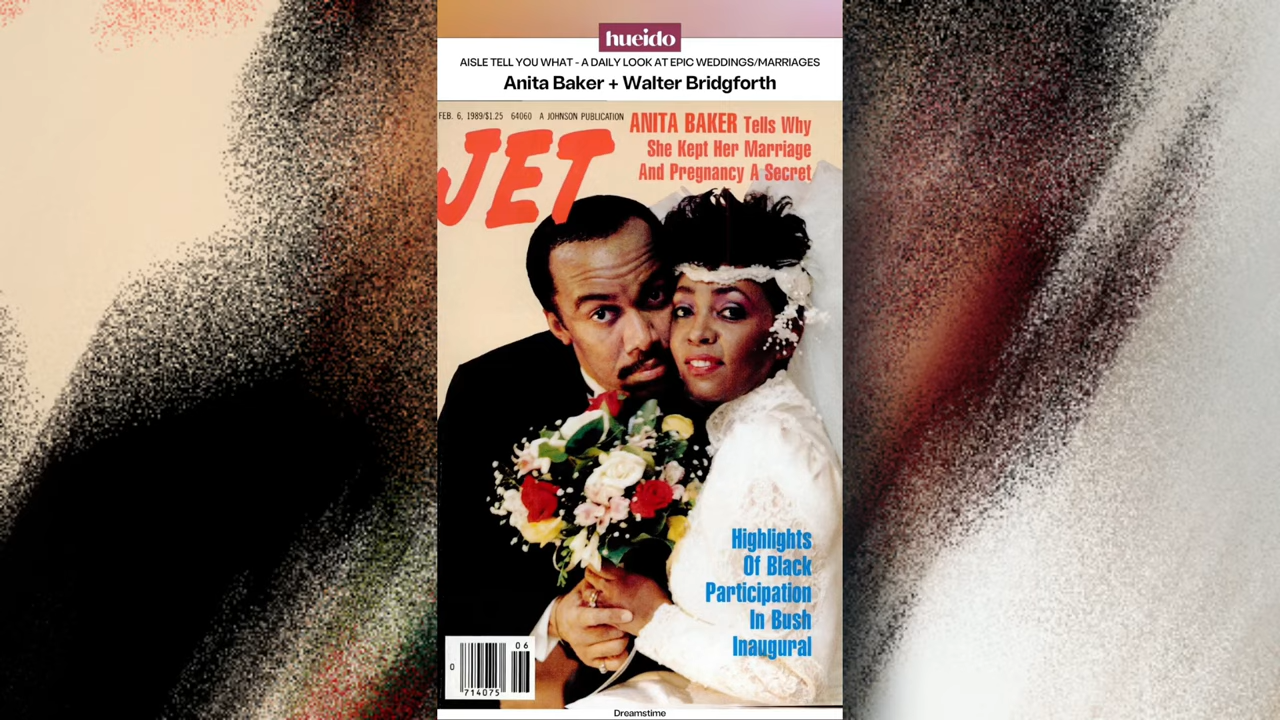 hueido
AISLE TELL YOU WHAT - A DAILY LOOK AT EPIC WEDDINGS/MARRIAGES
Anita Baker + Walter Bridgforth
FEB. 6, 1989/$1.25 64060 A JOHNSON PUBLICATION
JET
ANITA BAKER Tells Why
She Kept Her Marriage
And Pregnancy A Secret
Highlights
Of Black
Participation
In Bush
Inaugural
0 6
0
714075
Dreamstime